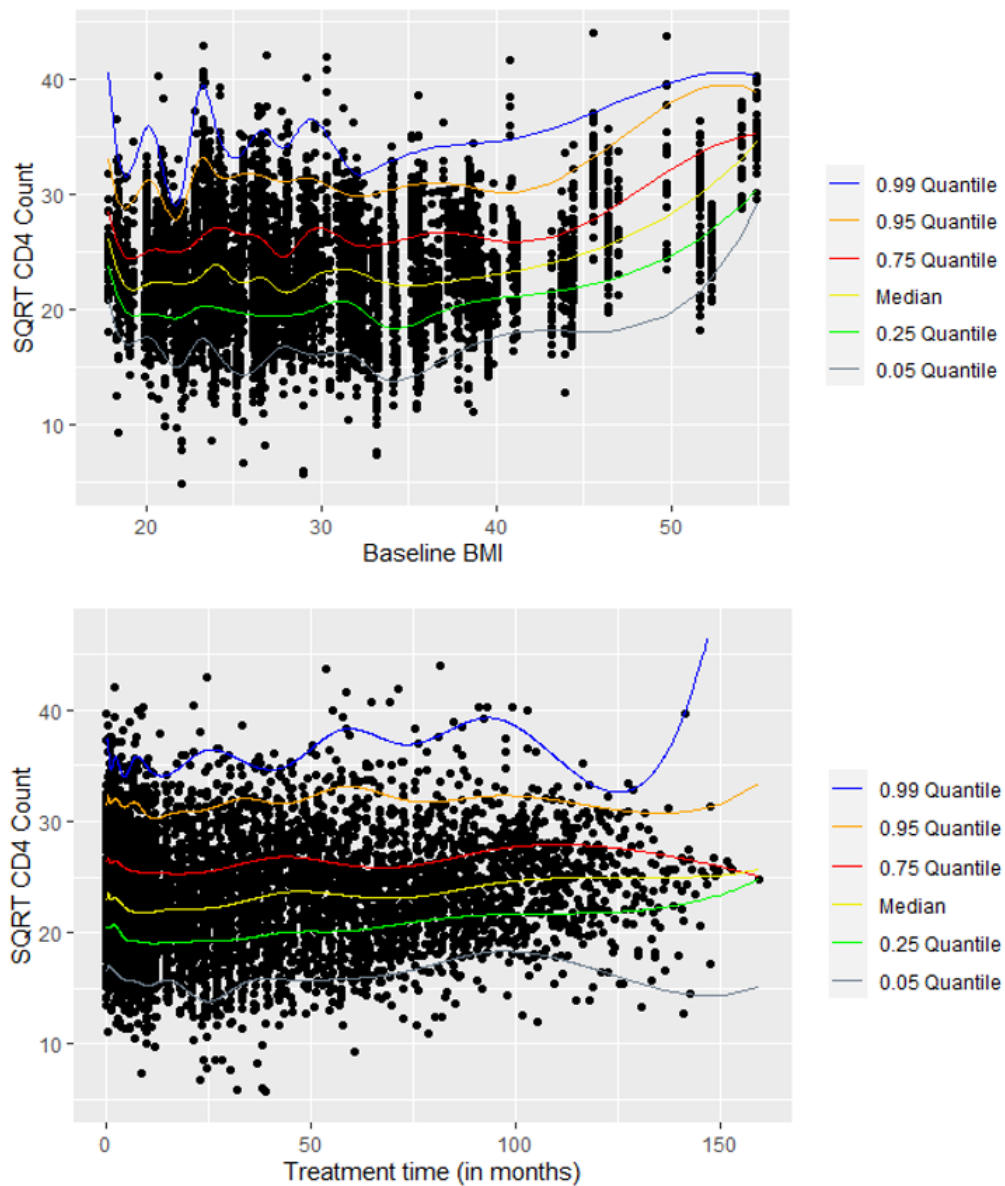 SQRT CD4 Count
40
30
20
10
20 30 40 50
Baseline BMI
0.99 Quantile
0.95 Quantile
0.75 Quantile
Median
0.25 Quantile
0.05 Quantile
SQRT CD4 Count
40
30
20
10
0 50 100 150
Treatment time (in months)
0.99 Quantile
0.95 Quantile
0.75 Quantile
Median
0.25 Quantile
0.05 Quantile